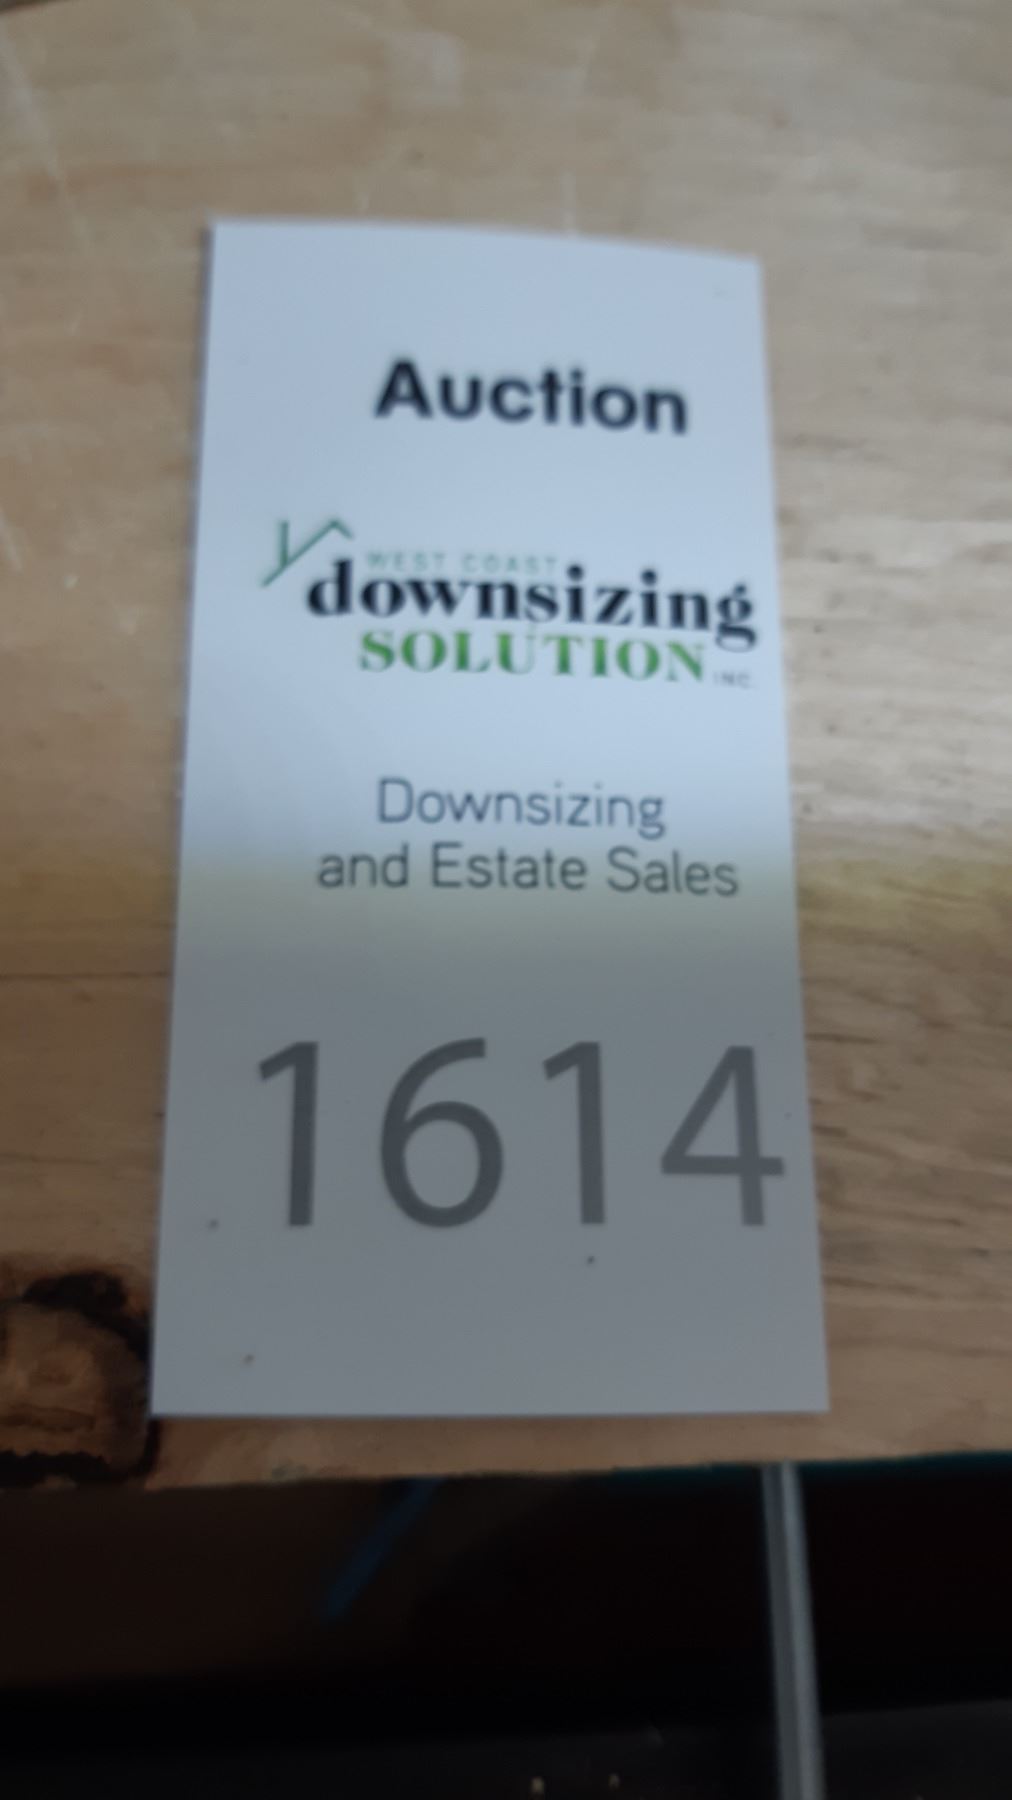 Auction
WEST COAST
downsizing
SOLUTION INC.
Downsizing
and Estate Sales
1614